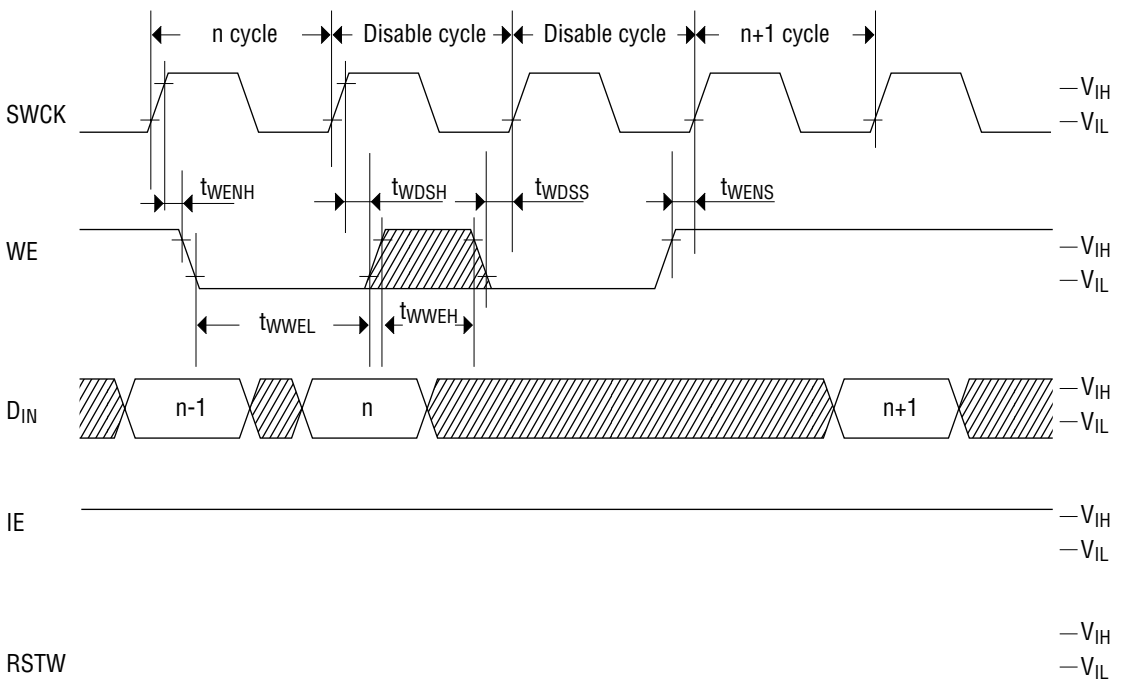 n cycle Disable cycle Disable cycle n+1 cycle
SWCK
VIH
VIL
tWENH tWDSH tWDSS tWENS
WE
VIH
VIL
tWWEL tWWEH
DIN
n-1 n n+1
VIH
VIL
IE
VIH
VIL
RSTW
VIH
VIL